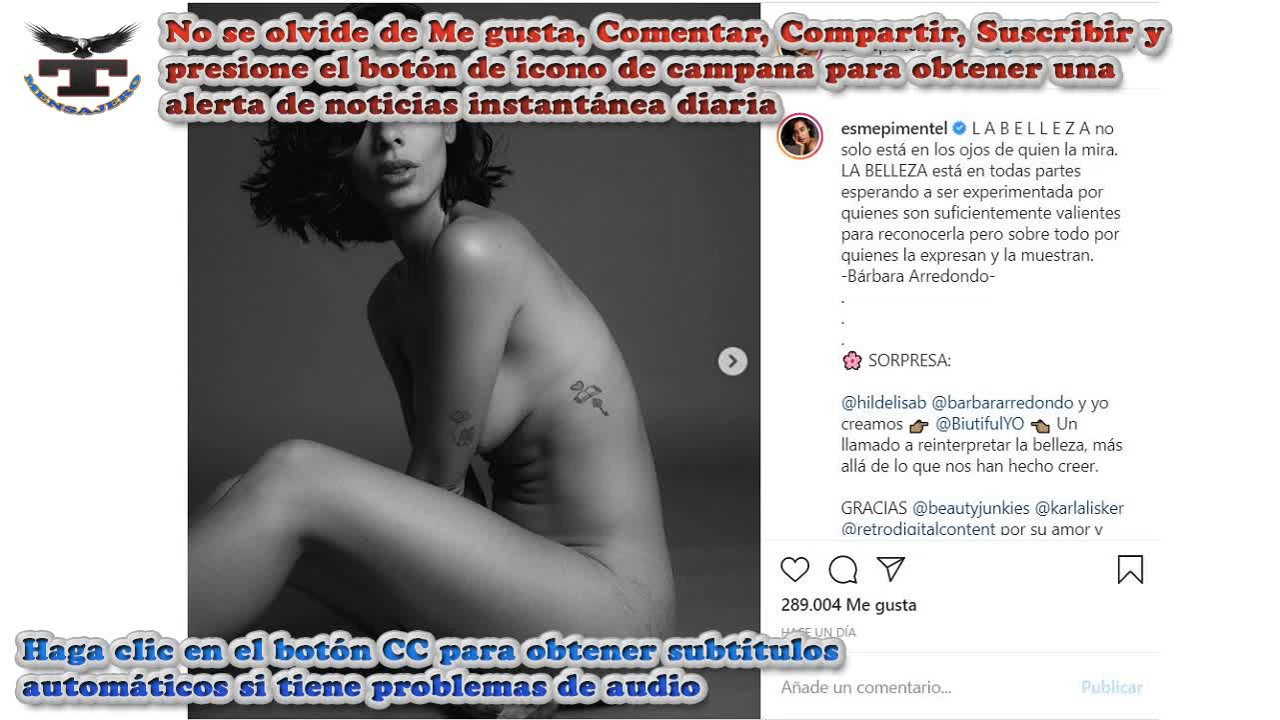 T
MENSAJERO
No se olvide de Me gusta, Comentar, Compartir, Suscribir y
presione el botón de icono de campana para obtener una
alerta de noticias instantánea diaria
esmepimentel L A B E L L E Z A no
solo está en los ojos de quien la mira.
LA BELLEZA está en todas partes
esperando a ser experimentada por
quienes son suficientemente valientes
para reconocerla pero sobre todo por
quienes la expresan y la muestran.
-Bárbara Arredondo-
.
.
.
🌸 SORPRESA:
@hildelisab @barbararredondo y yo
creamos 👉🏽 @BiutifulYO 👈🏽 Un
llamado a reinterpretar la belleza, más
allá de lo que nos han hecho creer.
GRACIAS @beautyjunkies @karlalisker
@retrodigitalcontent por su amor y
289.004 Me gusta
HACE UN DÍA
Añade un comentario... Publicar
Haga clic en el botón CC para obtener subtítulos
automáticos si tiene problemas de audio